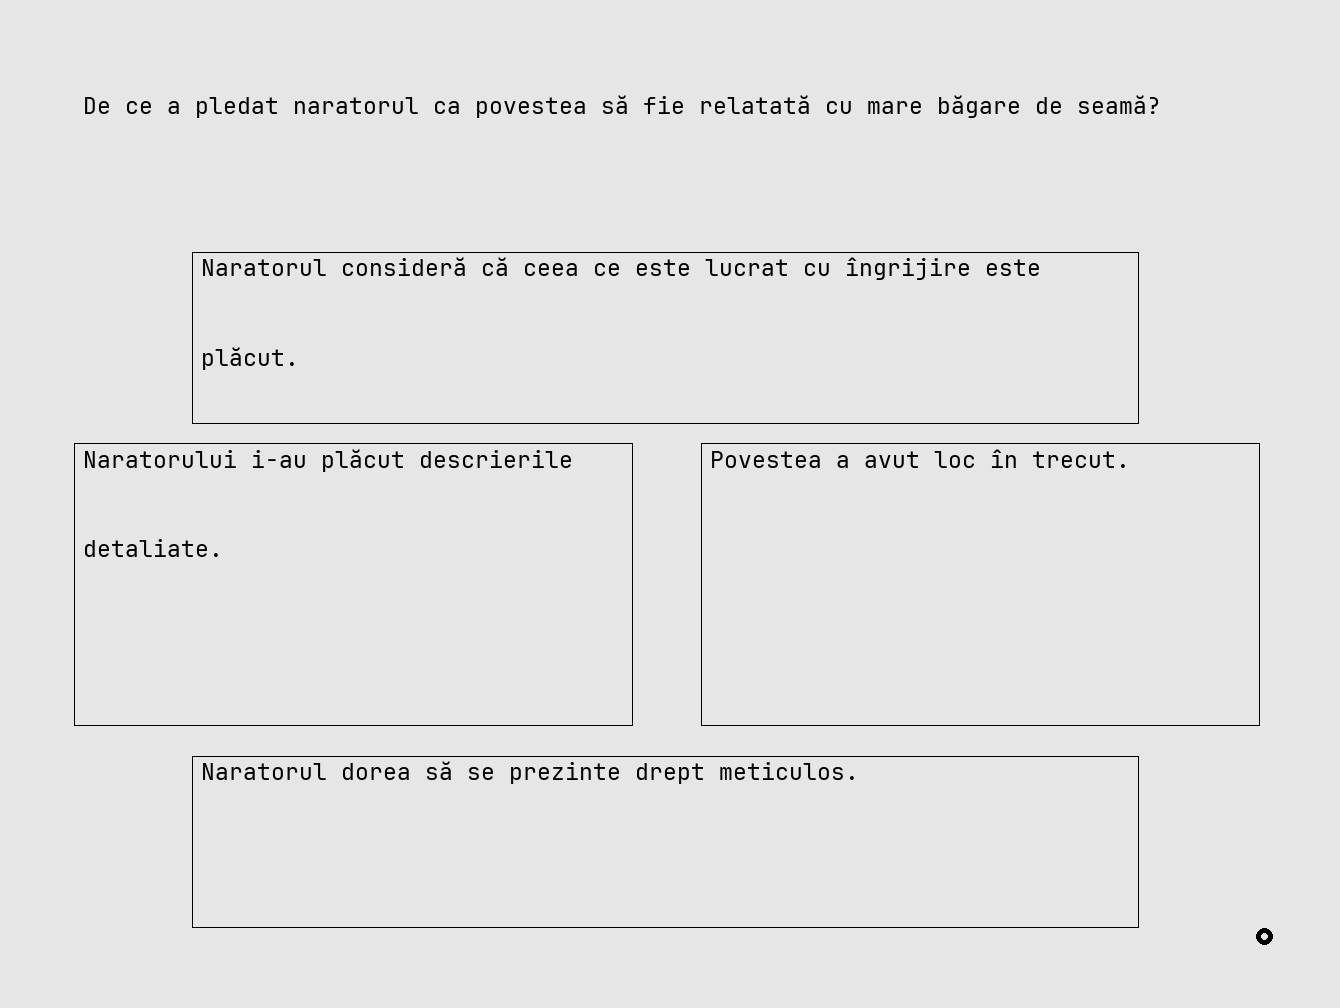 De ce a pledat naratorul ca povestea să fie relatată cu mare băgare de seamă?
Naratorul consideră că ceea ce este lucrat cu îngrijire este
plăcut.
Naratorului i-au plăcut descrierile
detaliate.
Povestea a avut loc în trecut.
Naratorul dorea să se prezinte drept meticulos.